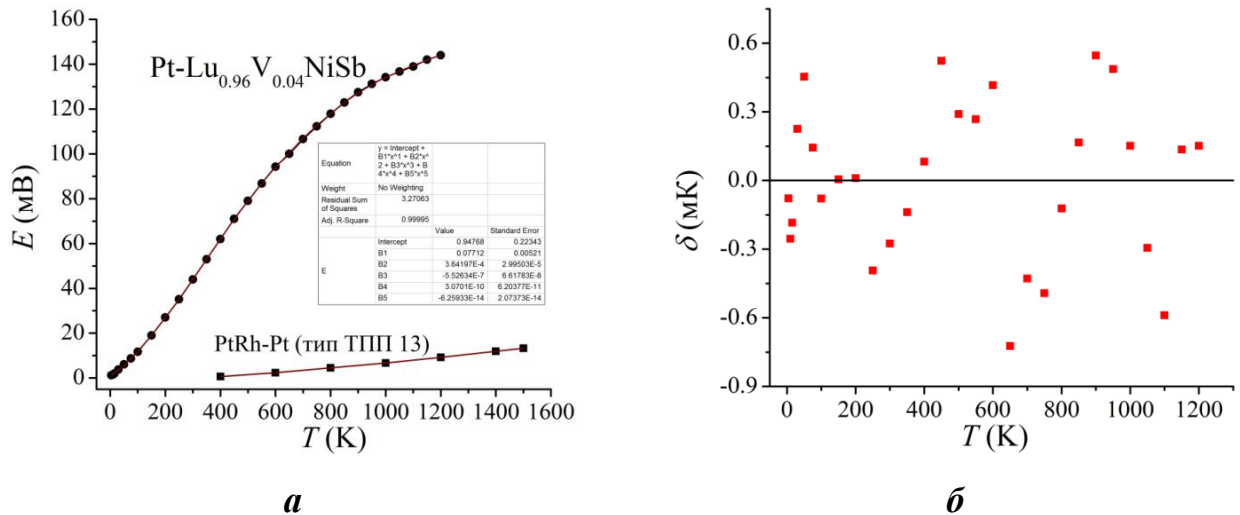 160
140
120
100
80
60
40
20
0
E (мВ)
Pt-Lu0.96V0.04NiSb
Equation
y = Intercept +
B1*x^1 + B2*x^
2 + B3*x^3 + B
4*x^4 + B5*x^5
Weight No Weighting
Residual Sum
of Squares
3.27063
Adj. R-Square 0.99995
Value Standard Error
E
Intercept 0.94768 0.22343
B1 0.07712 0.00521
B2 3.64197E-4 2.99503E-5
B3 -5.52634E-7 6.61783E-8
B4 3.0701E-10 6.20377E-11
B5 -6.25933E-14 2.07373E-14
PtRh-Pt (тип ТПП 13)
0 200 400 600 800 1000 1200 1400 1600
T (K)
а
0.6
0.3
0.0
-0.3
-0.6
-0.9
δ (мК)
0 200 400 600 800 1000 1200
T (K)
б